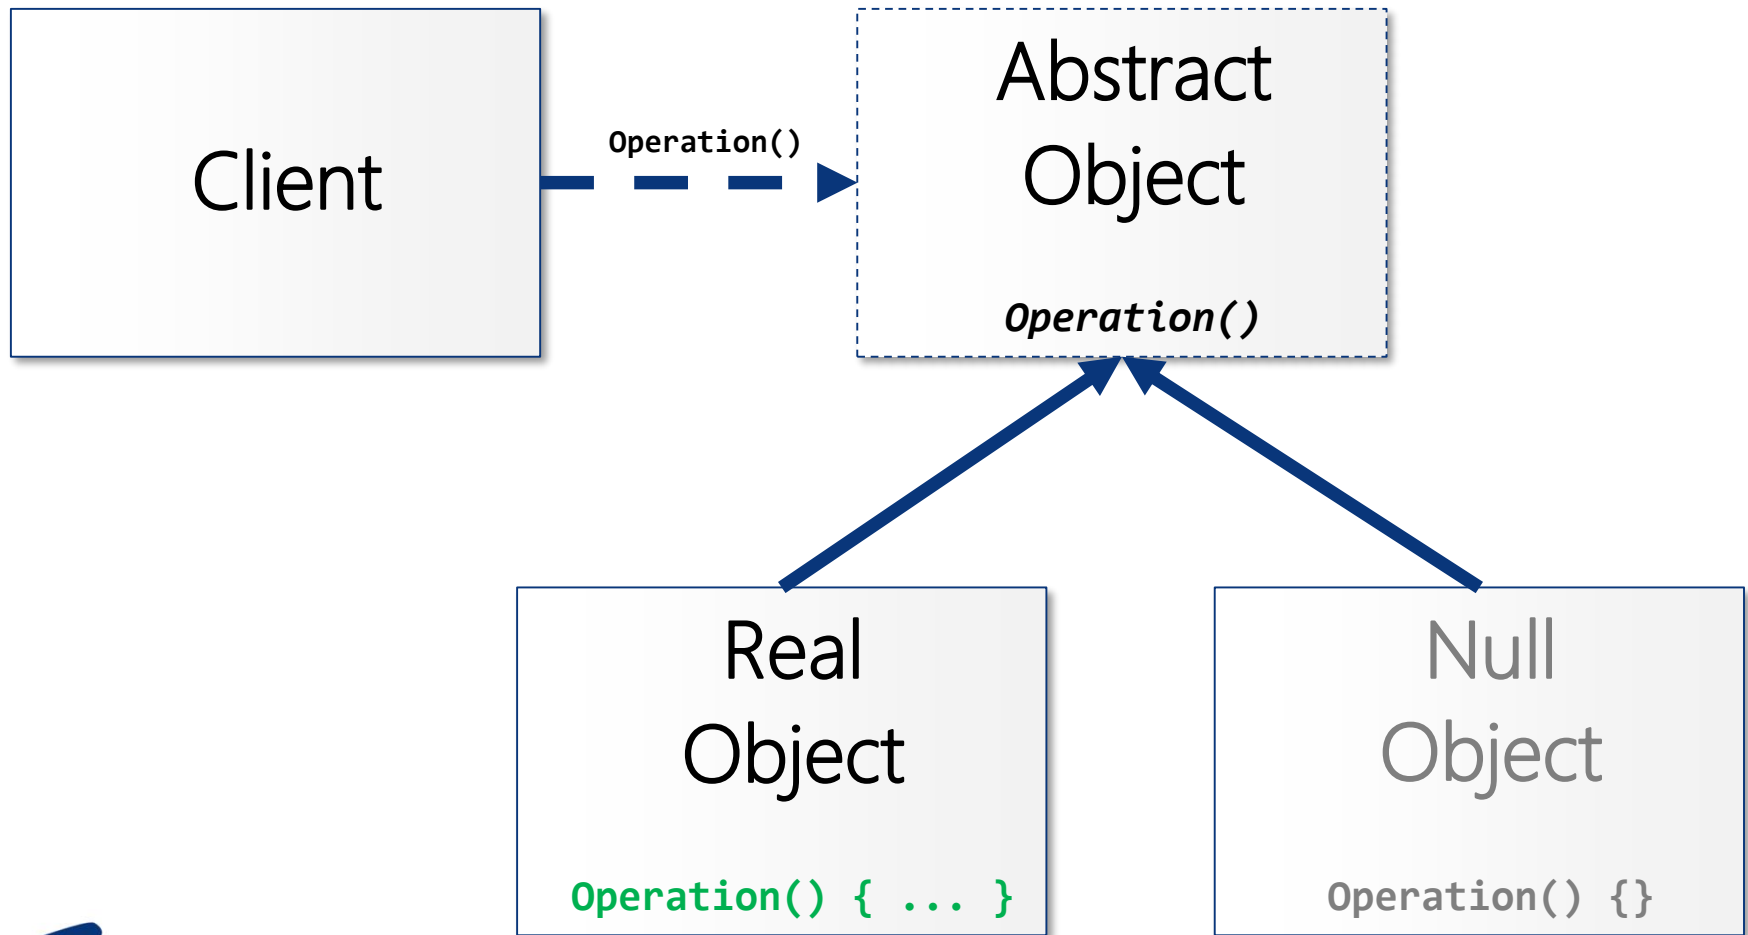 Client
Operation()
Abstract
Object
Operation()
Real
Object
Operation() { ... }
Null
Object
Operation() {}